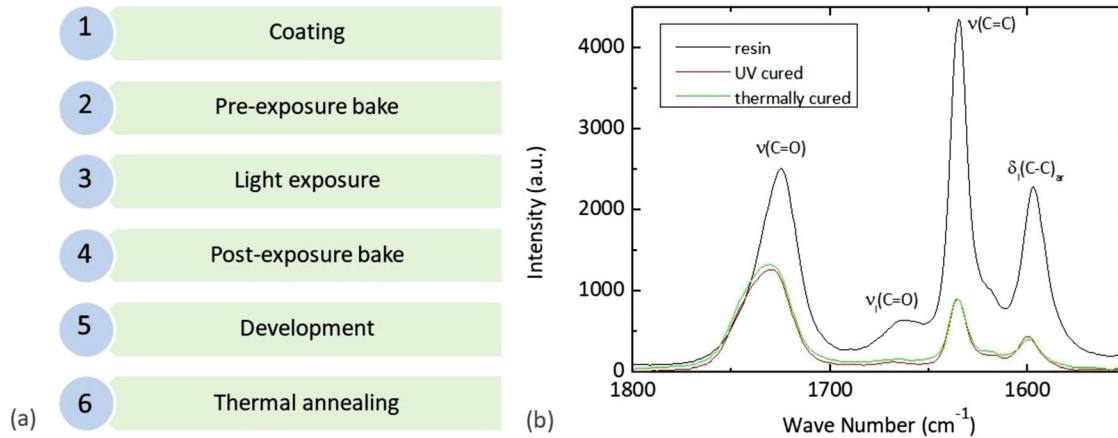 1 Coating
2 Pre-exposure bake
3 Light exposure
4 Post-exposure bake
5 Development
6 Thermal annealing
(a)
4000
3000
2000
1000
0
Intensity (a.u.)
resin
UV cured
thermally cured
ν(C=O)
νI(C=O)
ν(C=C)
δI(C-C)ar
1800 1700 1600
Wave Number (cm-1)
(b)